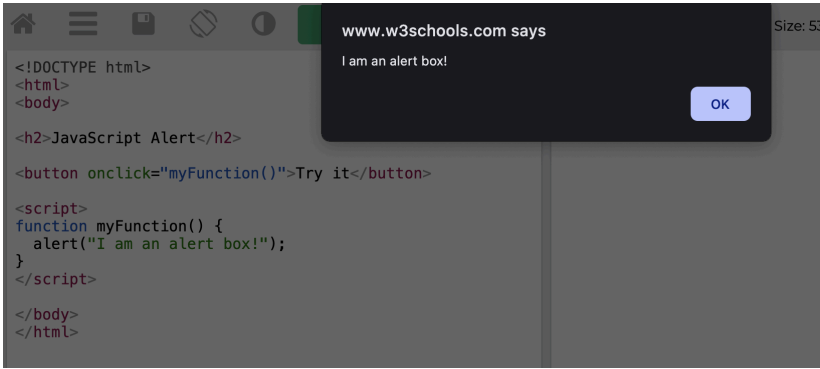 www.w3schools.com says
I am an alert box!
OK
<!DOCTYPE html>
<html>
<body>
<h2>JavaScript Alert</h2>
<button onclick="myFunction()">Try it</button>
<script>
function myFunction() {
  alert("I am an alert box!");
}
</script>
</body>
</html>
Size: 53